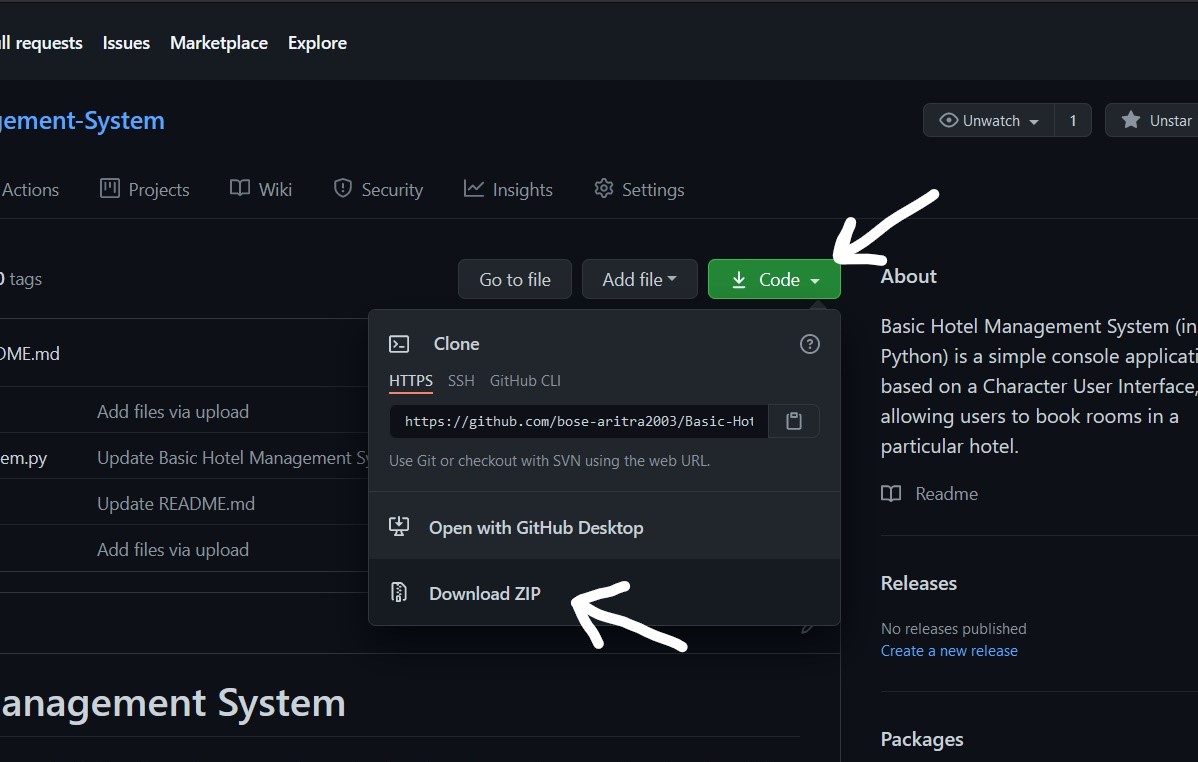 ll requests Issues Marketplace Explore
gement-System
Unwatch 1 Unstar
Actions Projects Wiki Security Insights Settings
0 tags
Go to file Add file Code
About
Basic Hotel Management System (in
Python) is a simple console applicati
based on a Character User Interface,
allowing users to book rooms in a
particular hotel.
Readme
Releases
No releases published
Create a new release
Packages
Clone
HTTPS SSH GitHub CLI
https://github.com/bose-aritra2003/Basic-Hot
Use Git or checkout with SVN using the web URL.
Open with GitHub Desktop
Download ZIP
DME.md
Add files via upload
em.py Update Basic Hotel Management Sy
Update README.md
Add files via upload
anagement System